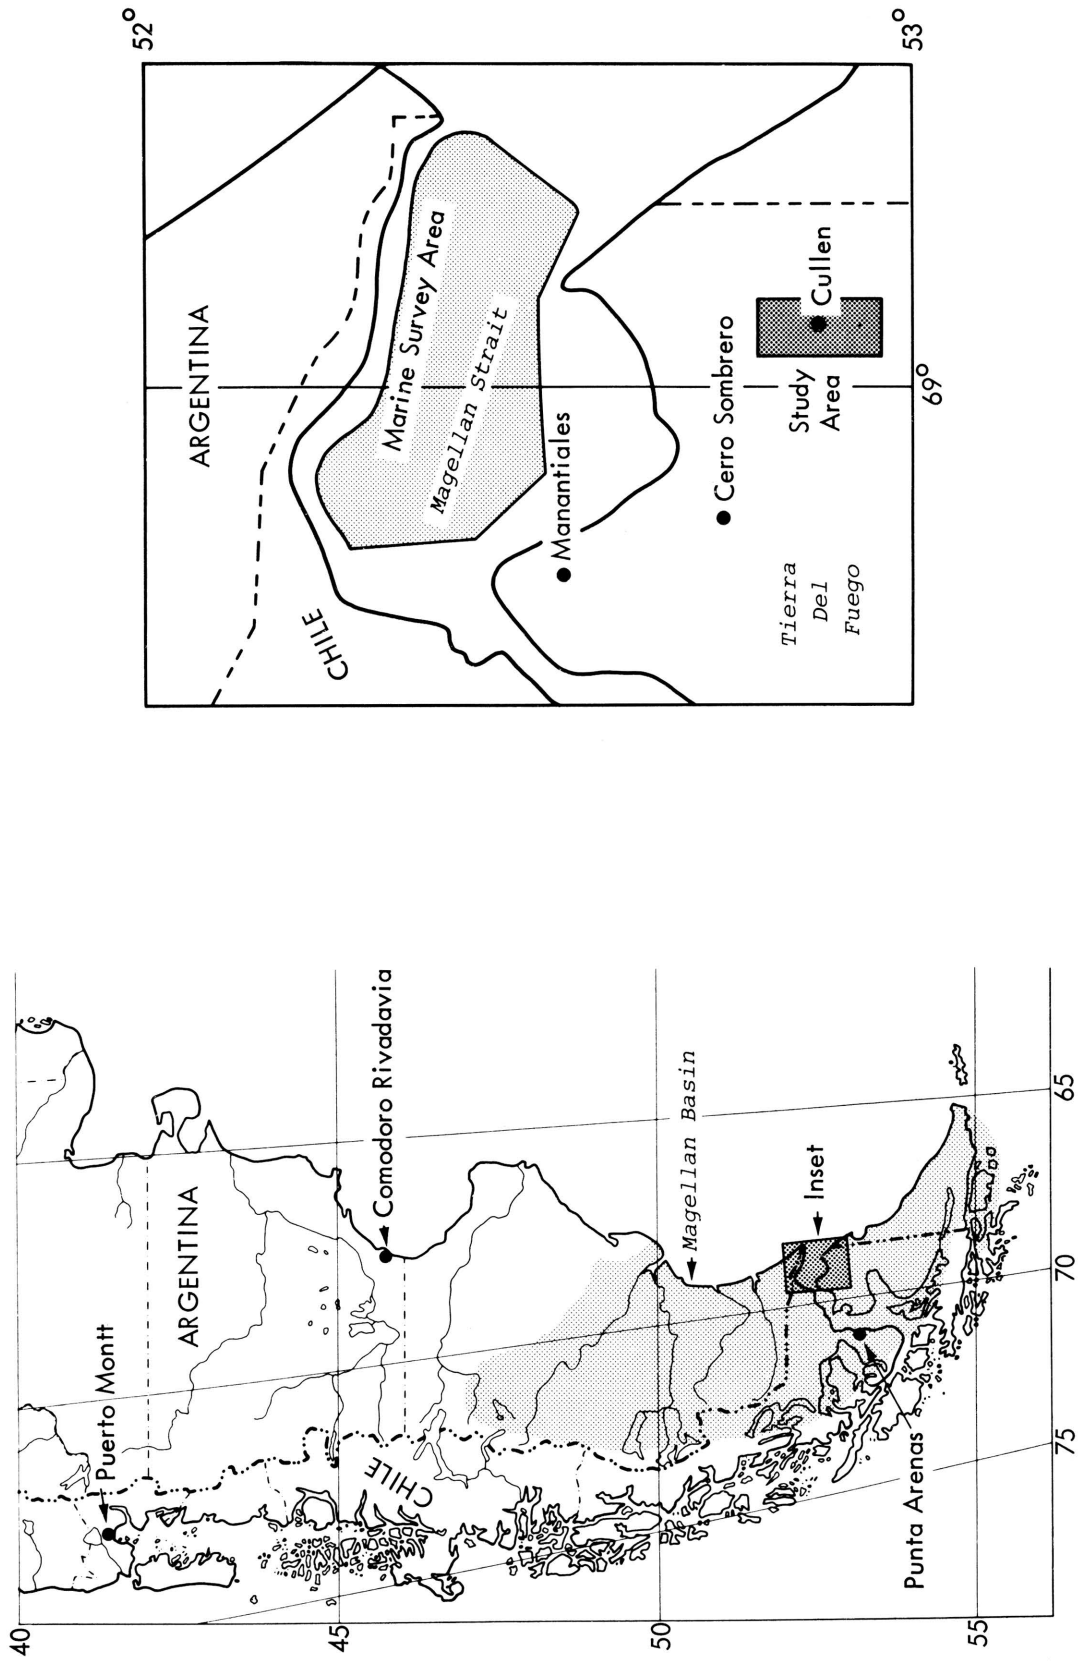 40
45
50
55
75
70
65
Puerto Montt
ARGENTINA
CHILE
Comodoro Rivadavia
Magellan Basin
Inset
Punta Arenas
52°
53°
69°
ARGENTINA
CHILE
Marine Survey Area
Magellan Strait
Manantiales
Cerro Sombrero
Study
Area
Cullen
Tierra
Del
Fuego